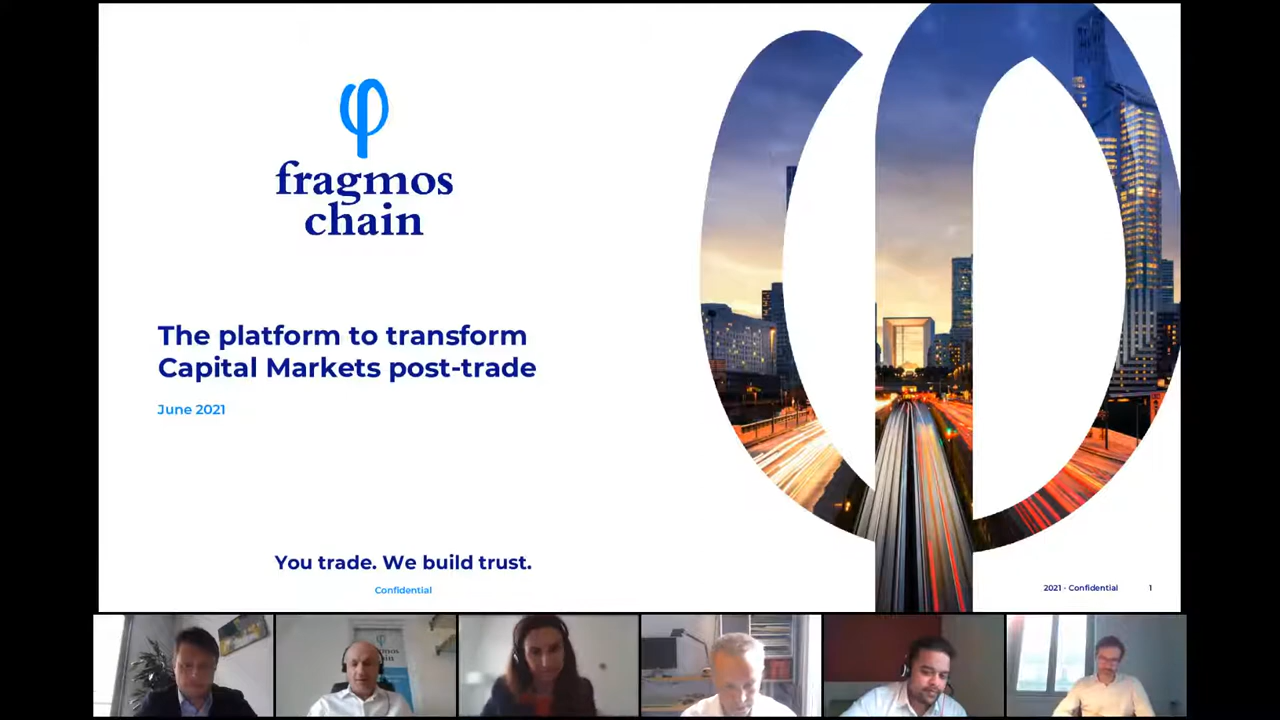 fragmos
chain
The platform to transform
Capital Markets post-trade
June 2021
You trade. We build trust.
Confidential
2021 - Confidential
1